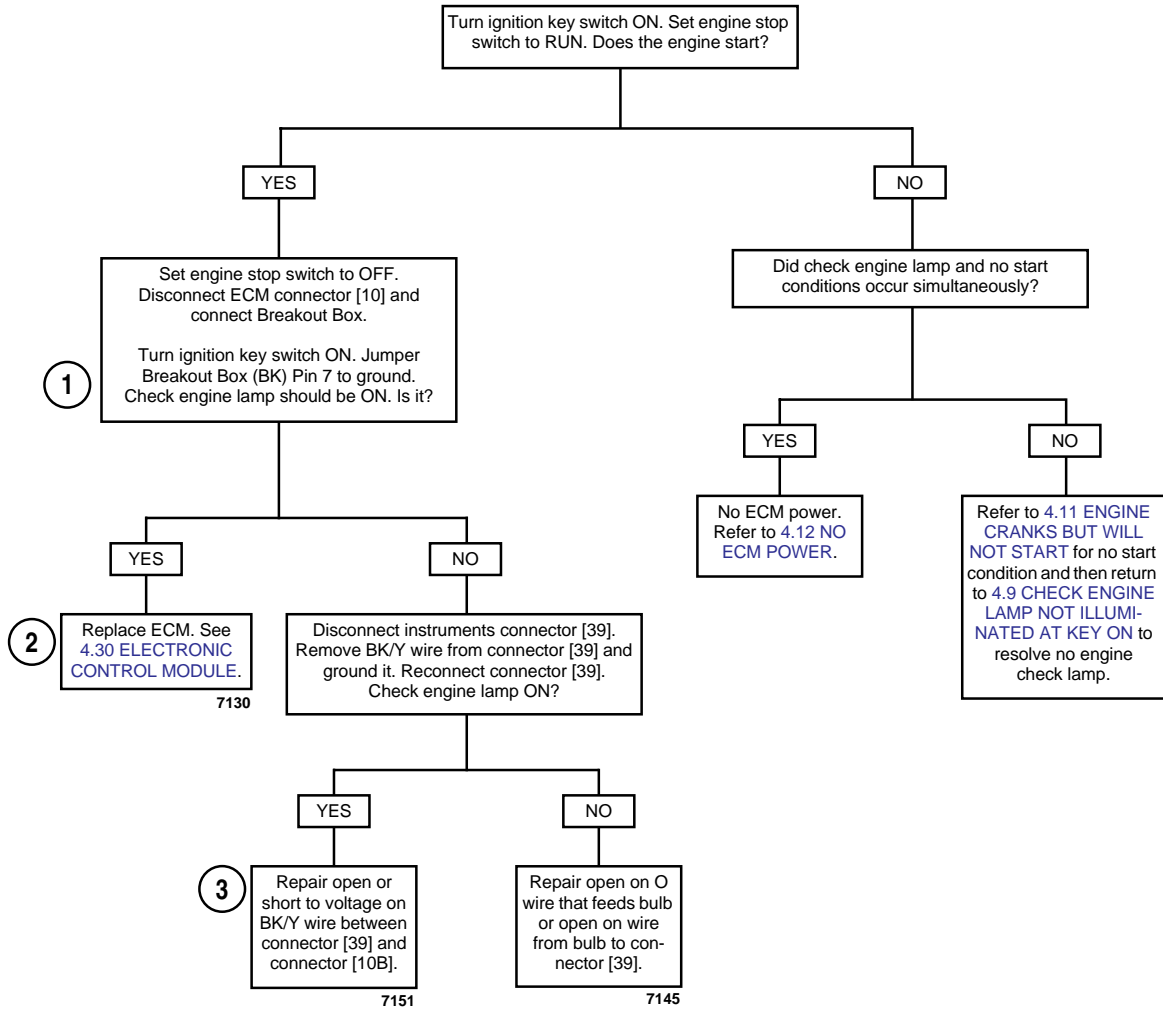 Turn ignition key switch ON. Set engine stop
switch to RUN. Does the engine start?
YES
NO
Set engine stop switch to OFF.
Disconnect ECM connector [10] and
connect Breakout Box.
Turn ignition key switch ON. Jumper
Breakout Box (BK) Pin 7 to ground.
Check engine lamp should be ON. Is it?
1
Did check engine lamp and no start
conditions occur simultaneously?
YES
NO
No ECM power.
Refer to 4.12 NO
ECM POWER.
Refer to 4.11 ENGINE
CRANKS BUT WILL
NOT START for no start
condition and then return
to 4.9 CHECK ENGINE
LAMP NOT ILLUMI-
NATED AT KEY ON to
resolve no engine
check lamp.
YES
NO
2
Replace ECM. See
4.30 ELECTRONIC
CONTROL MODULE.
7130
Disconnect instruments connector [39].
Remove BK/Y wire from connector [39] and
ground it. Reconnect connector [39].
Check engine lamp ON?
YES
NO
3
Repair open or
short to voltage on
BK/Y wire between
connector [39] and
connector [10B].
7151
Repair open on O
wire that feeds bulb
or open on wire
from bulb to con-
nector [39].
7145